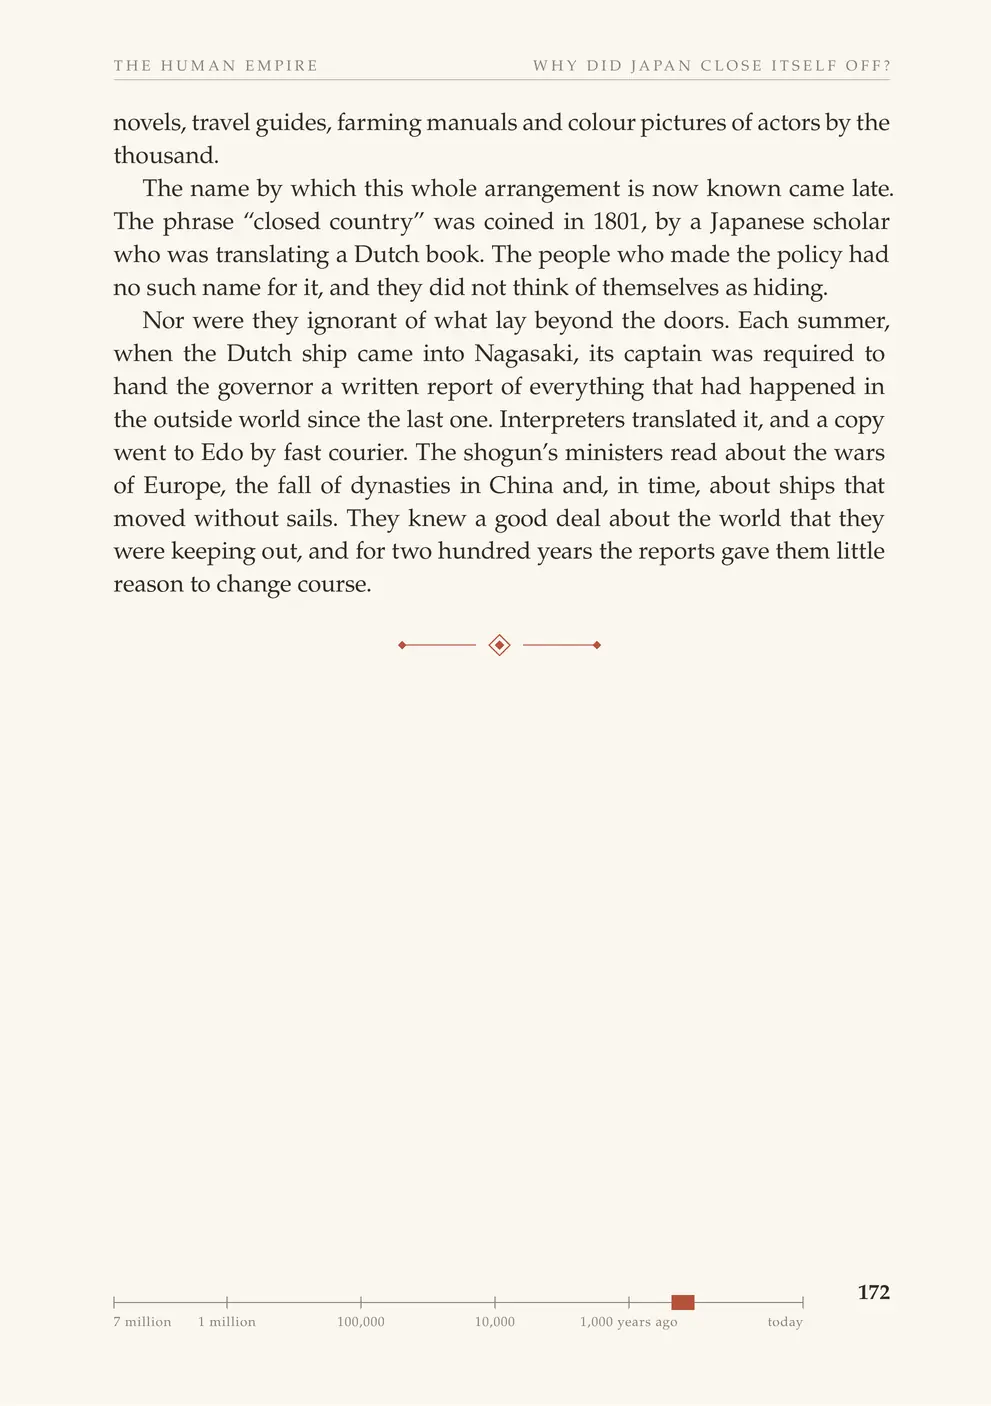 THE HUMAN EMPIRE
WHY DID JAPAN CLOSE ITSELF OFF?
novels, travel guides, farming manuals and colour pictures of actors by the
thousand.
The name by which this whole arrangement is now known came late.
The phrase “closed country” was coined in 1801, by a Japanese scholar
who was translating a Dutch book. The people who made the policy had
no such name for it, and they did not think of themselves as hiding.
Nor were they ignorant of what lay beyond the doors. Each summer,
when the Dutch ship came into Nagasaki, its captain was required to
hand the governor a written report of everything that had happened in
the outside world since the last one. Interpreters translated it, and a copy
went to Edo by fast courier. The shogun’s ministers read about the wars
of Europe, the fall of dynasties in China and, in time, about ships that
moved without sails. They knew a good deal about the world that they
were keeping out, and for two hundred years the reports gave them little
reason to change course.
172
7 million 1 million 100,000 10,000 1,000 years ago today